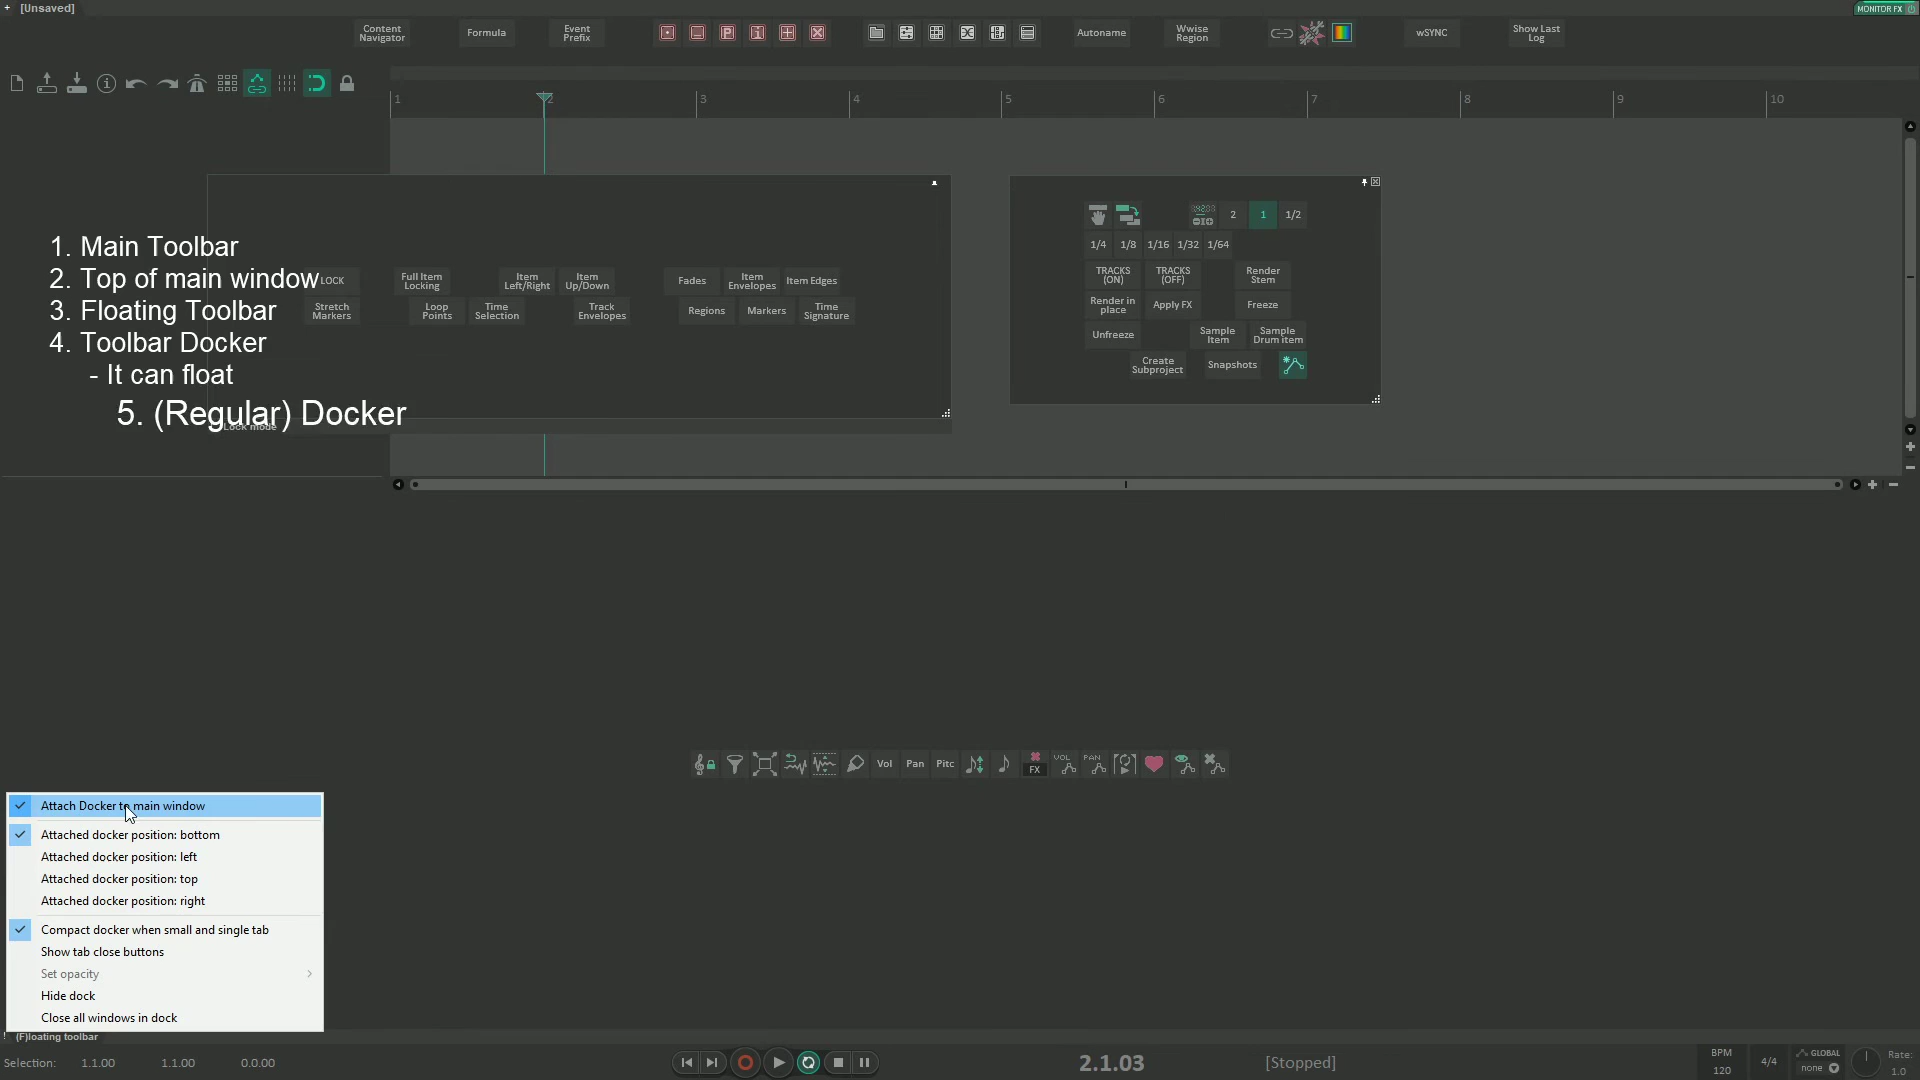 [Unsaved]
MONITOR FX
Content
Navigator
Formula
Event
Prefix
Autoname
Wwise
Region
wSYNC
Show Last
Log
1
2
3
4
5
6
7
8
9
10
1. Main Toolbar
2. Top of main window
3. Floating Toolbar
4. Toolbar Docker
- It can float
5. (Regular) Docker
LOCK
Full Item
Locking
Item
Left/Right
Item
Up/Down
Fades
Item
Envelopes
Item Edges
Stretch
Markers
Loop
Points
Time
Selection
Track
Envelopes
Regions
Markers
Time
Signature
Lock mode
2
1
1/2
1/4
1/8
1/16
1/32
1/64
TRACKS
(ON)
TRACKS
(OFF)
Render
Stem
Render in
place
Apply FX
Freeze
Unfreeze
Sample
Item
Sample
Drum item
Create
Subproject
Snapshots
Vol
Pan
Pitc
FX
VOL
PAN
Attach Docker to main window
Attached docker position: bottom
Attached docker position: left
Attached docker position: top
Attached docker position: right
Compact docker when small and single tab
Show tab close buttons
Set opacity
Hide dock
Close all windows in dock
! (F)loating toolbar
Selection:
1.1.00
1.1.00
0.0.00
2.1.03
[Stopped]
BPM
120
4/4
GLOBAL
none
Rate:
1.0